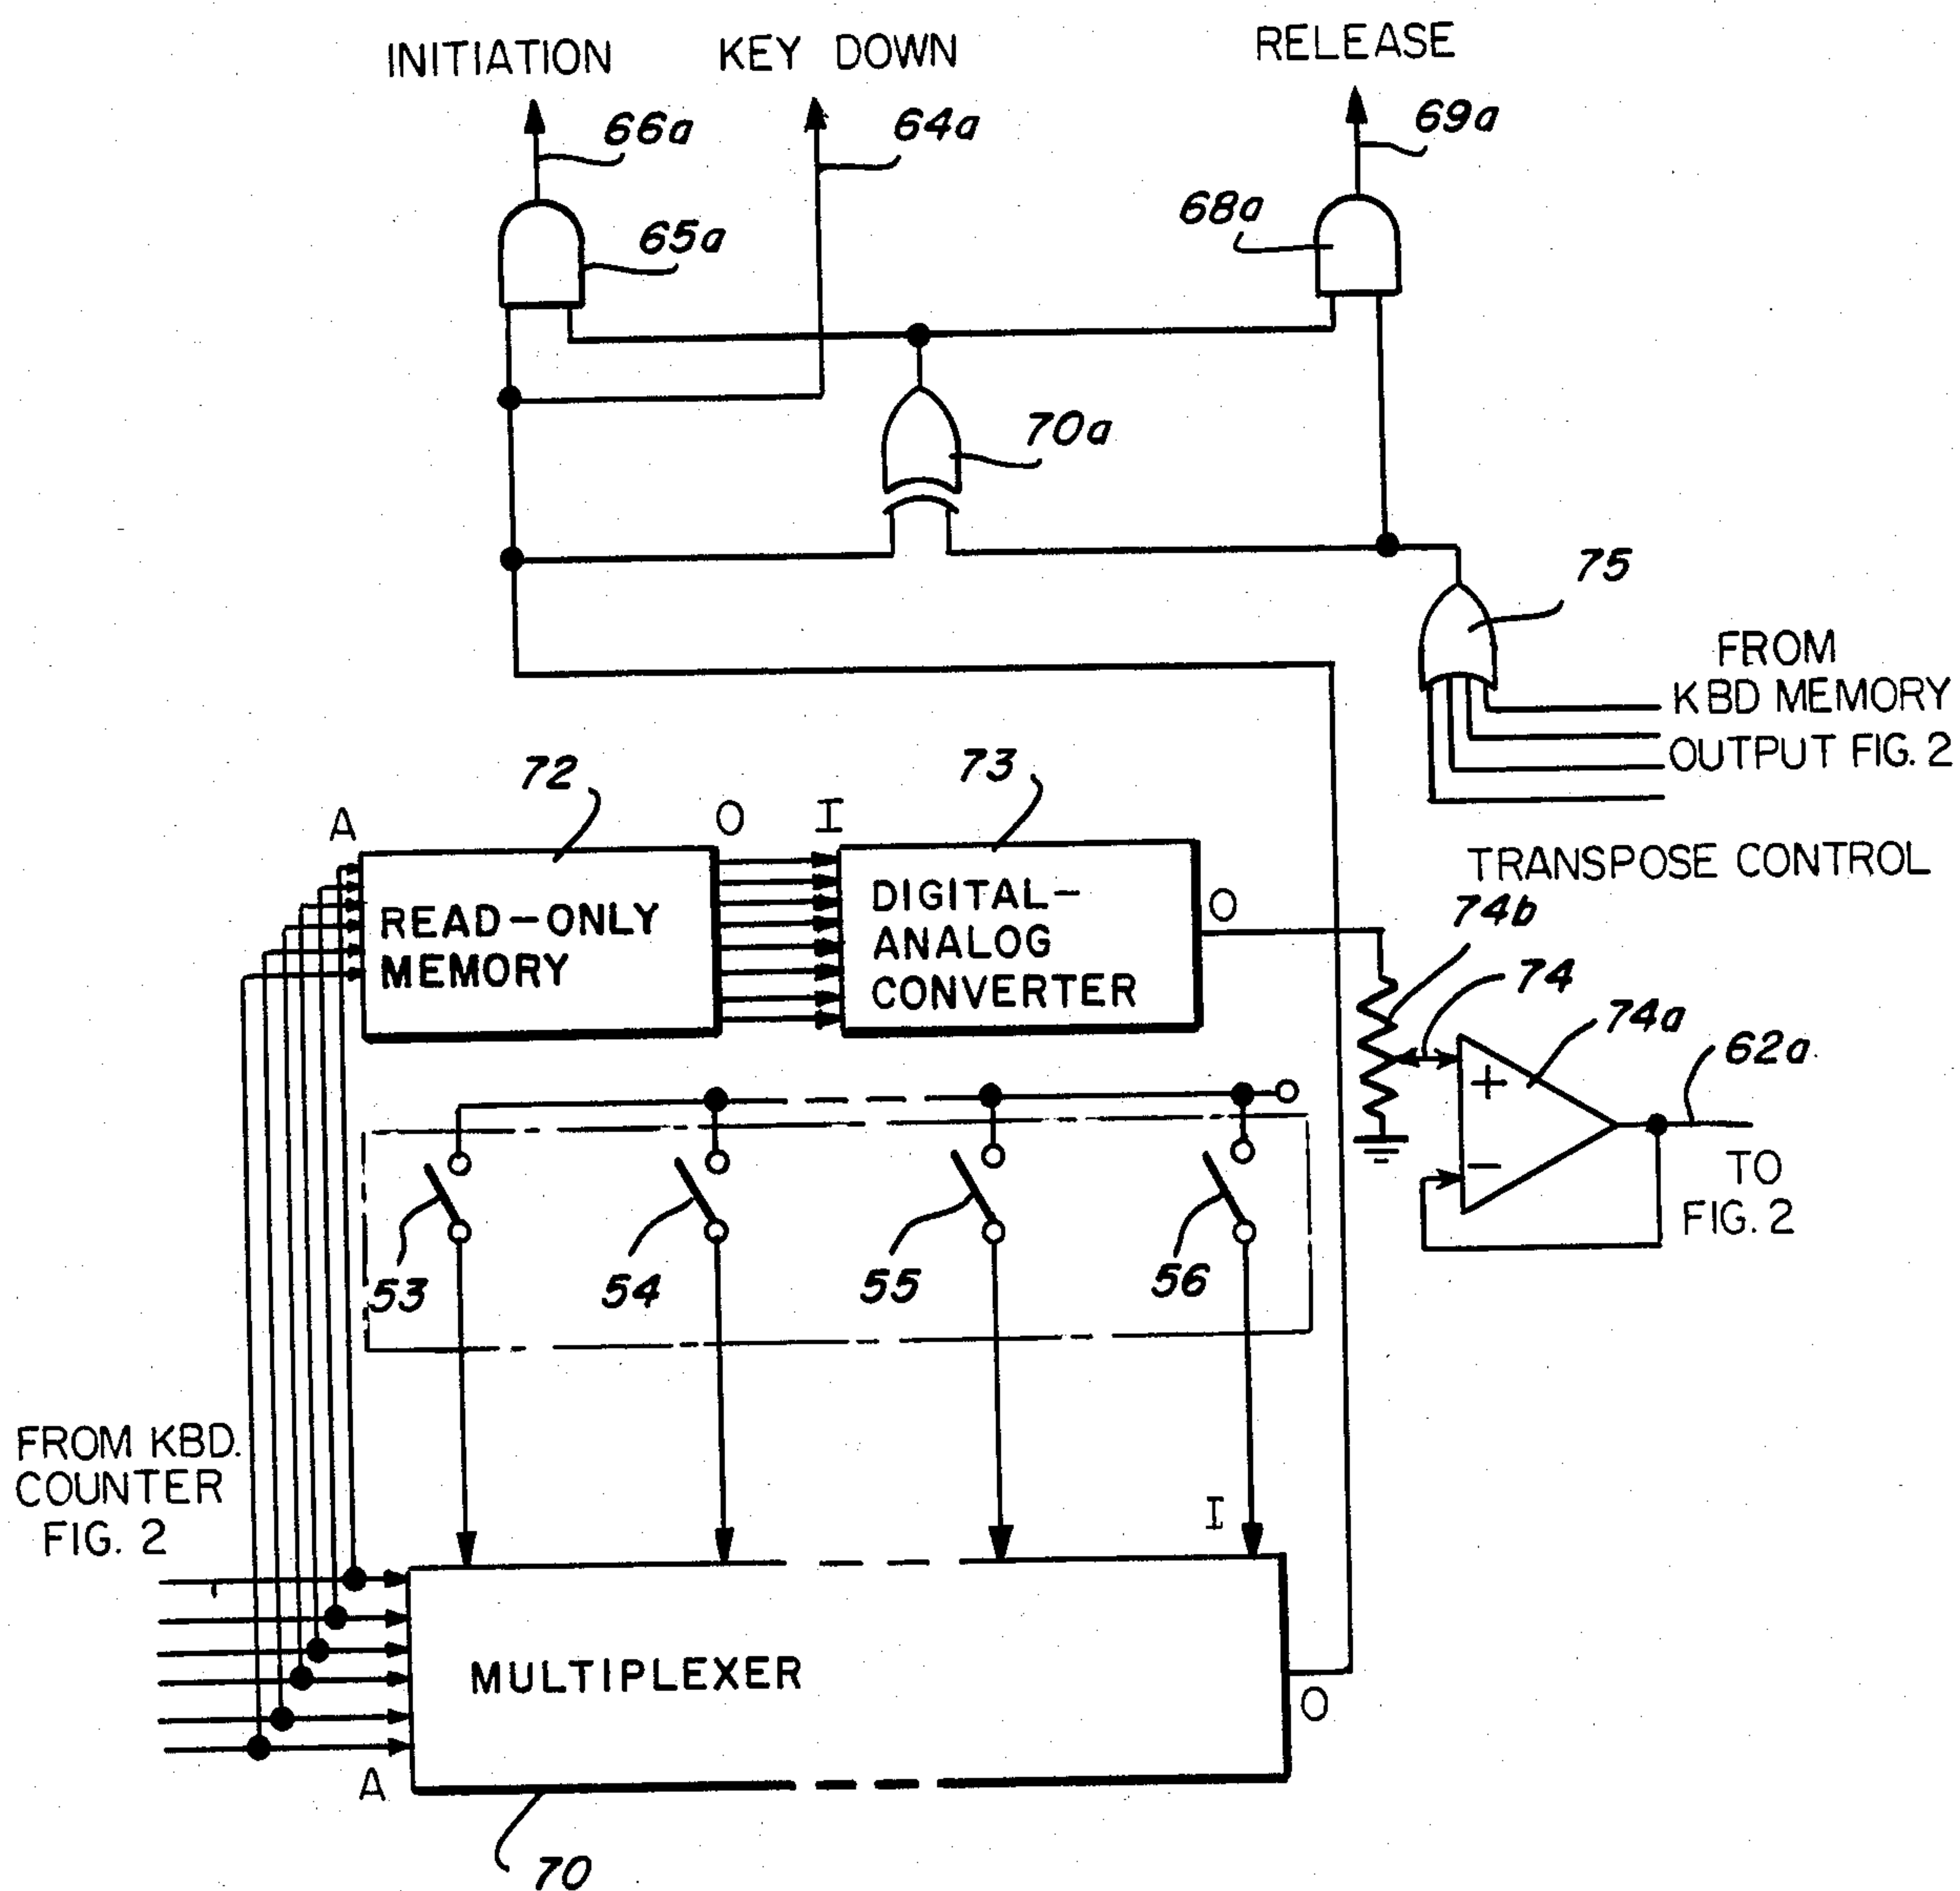 INITIATION
KEY DOWN
RELEASE
66a
64a
69a
65a
68a
70a
75
FROM
KBD MEMORY
OUTPUT FIG. 2
72
73
A
O
I
READ-ONLY
MEMORY
DIGITAL-
ANALOG
CONVERTER
O
TRANSPOSE CONTROL
74b
74
74a
62a
+
−
TO
FIG. 2
53
54
55
56
FROM KBD.
COUNTER
FIG. 2
I
MULTIPLEXER
O
A
70